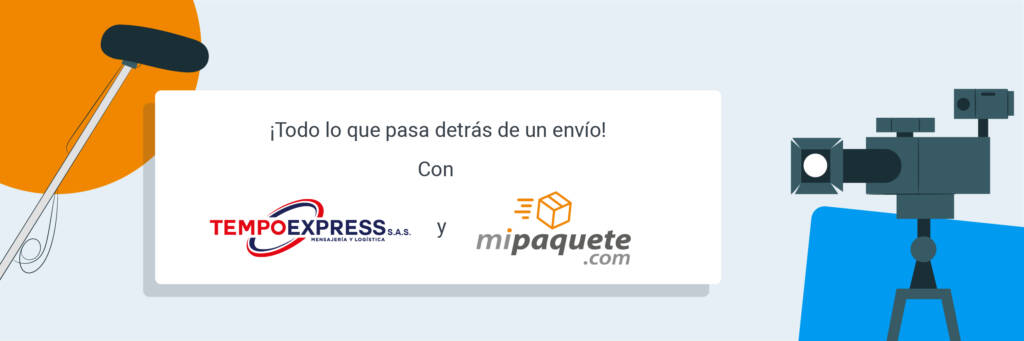 ¡Todo lo que pasa detrás de un envío!
Con
TEMPOEXPRESS S.A.S.
MENSAJERÍA Y LOGÍSTICA
y
mipaquete
.com